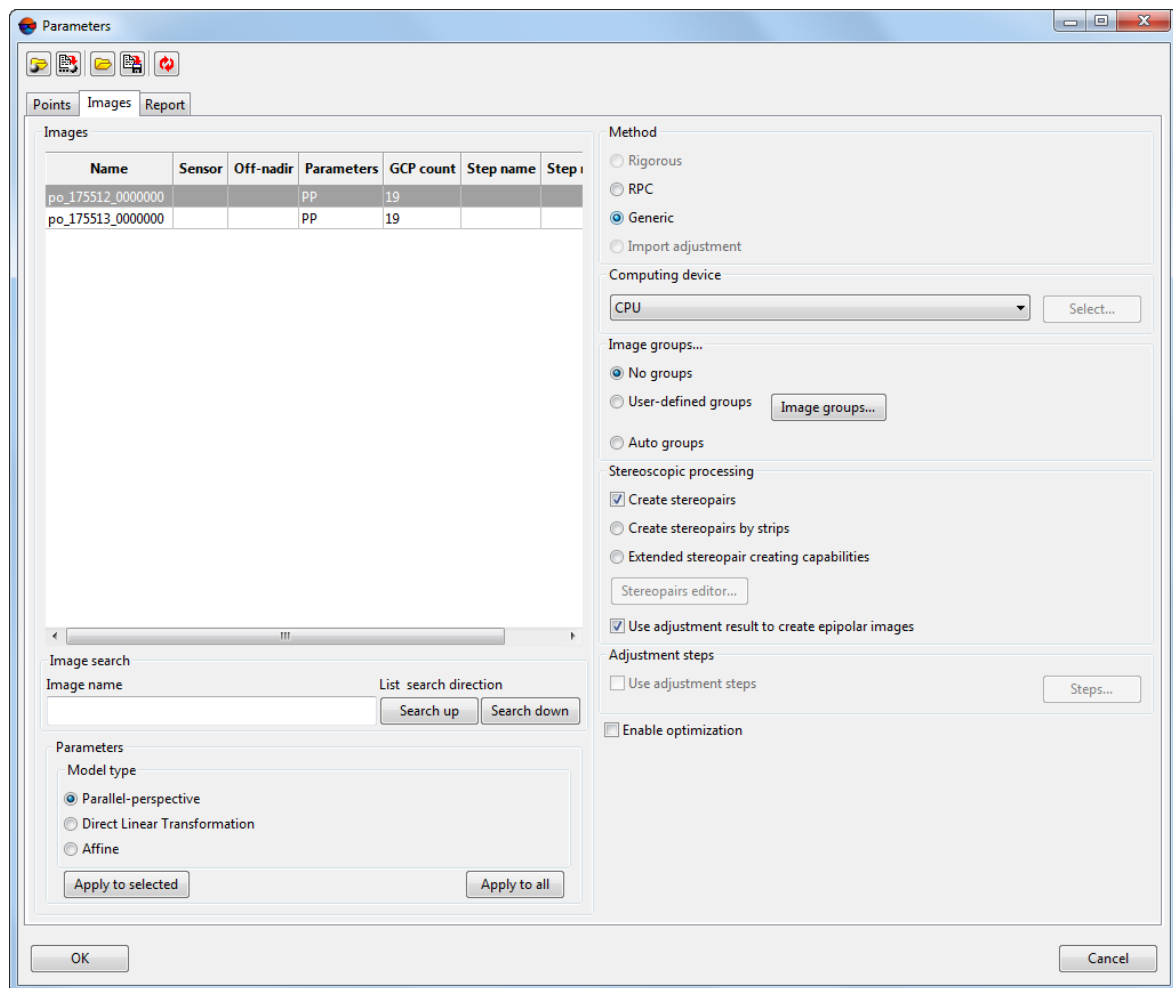 Parameters
Points Images Report
Images
Name Sensor Off-nadir Parameters GCP count Step name Step
po_175512_0000000 PP 19
po_175513_0000000 PP 19
Image search
Image name List search direction
Search up Search down
Parameters
Model type
Parallel-perspective
Direct Linear Transformation
Affine
Apply to selected Apply to all
Method
Rigorous
RPC
Generic
Import adjustment
Computing device
CPU Select...
Image groups...
No groups
User-defined groups Image groups...
Auto groups
Stereoscopic processing
Create stereopairs
Create stereopairs by strips
Extended stereopair creating capabilities
Stereopairs editor...
Use adjustment result to create epipolar images
Adjustment steps
Use adjustment steps Steps...
Enable optimization
OK Cancel